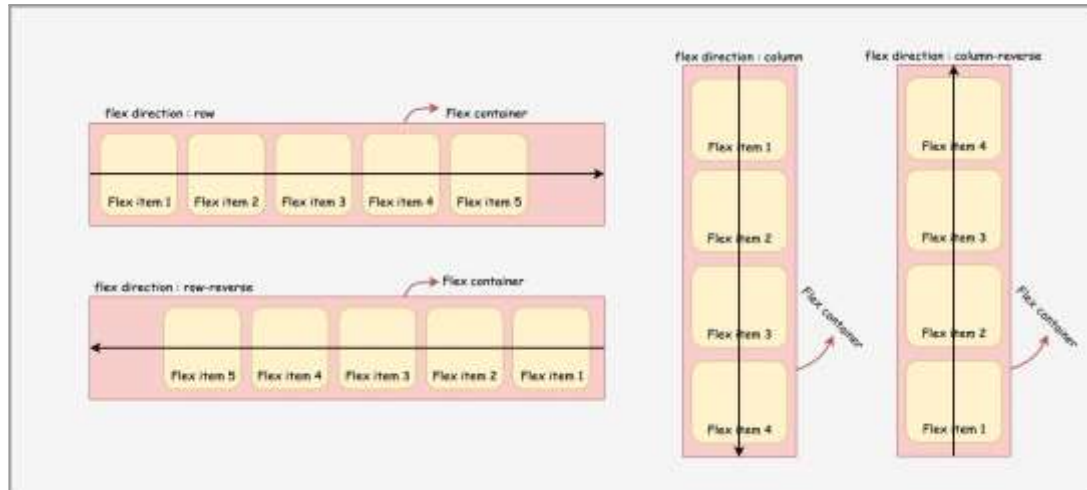 flex direction : row
Flex container
Flex item 1 Flex item 2 Flex item 3 Flex item 4 Flex item 5
flex direction : row-reverse
Flex container
Flex item 5 Flex item 4 Flex item 3 Flex item 2 Flex item 1
flex direction : column
Flex item 1
Flex item 2
Flex item 3
Flex item 4
Flex container
flex direction : column-reverse
Flex item 4
Flex item 3
Flex item 2
Flex item 1
Flex container